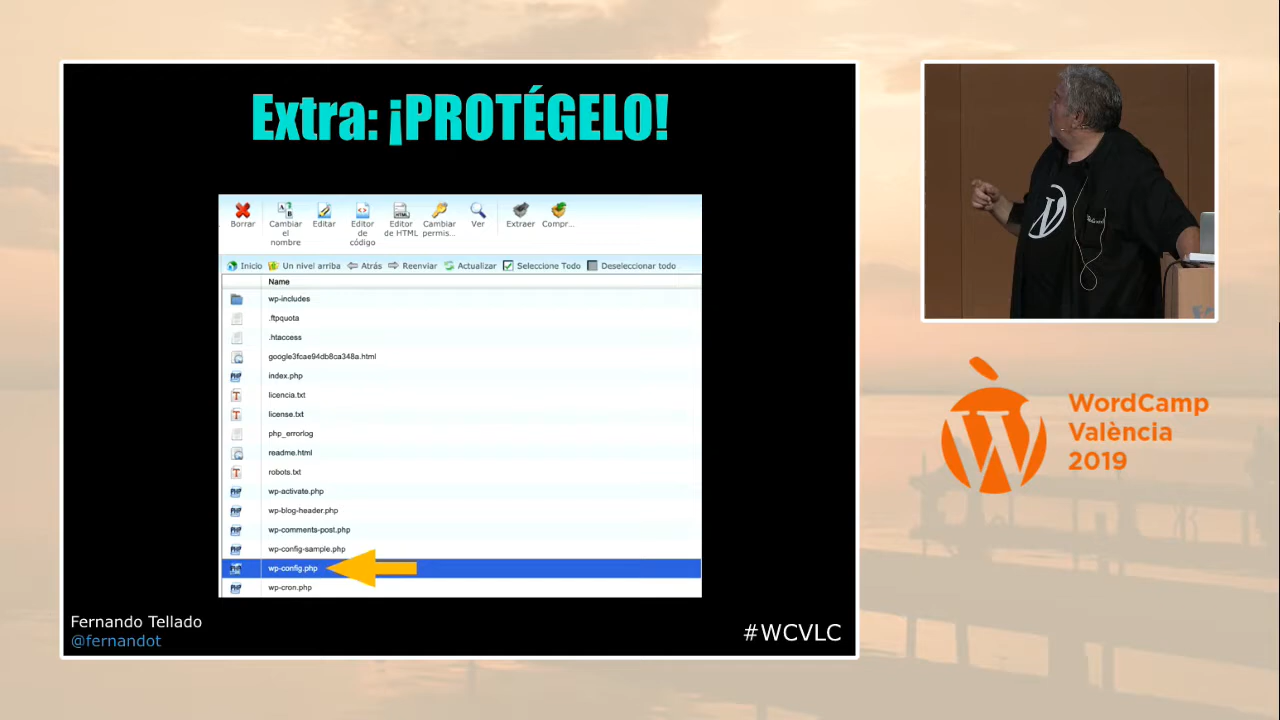 Extra: ¡PROTÉGELO!
Borrar
Cambiar el nombre
Editar
Editor de código
Editor de HTML
Cambiar permis...
Ver
Extraer
Compr...
Inicio Un nivel arriba Atrás Reenviar Actualizar Seleccione Todo Deseleccionar todo
Name
wp-includes
.ftpquota
.htaccess
google3fcae94db8ca348a.html
index.php
licencia.txt
license.txt
php_errorlog
readme.html
robots.txt
wp-activate.php
wp-blog-header.php
wp-comments-post.php
wp-config-sample.php
wp-config.php
wp-cron.php
Fernando Tellado
@fernandot
#WCVLC
WordCamp
València
2019